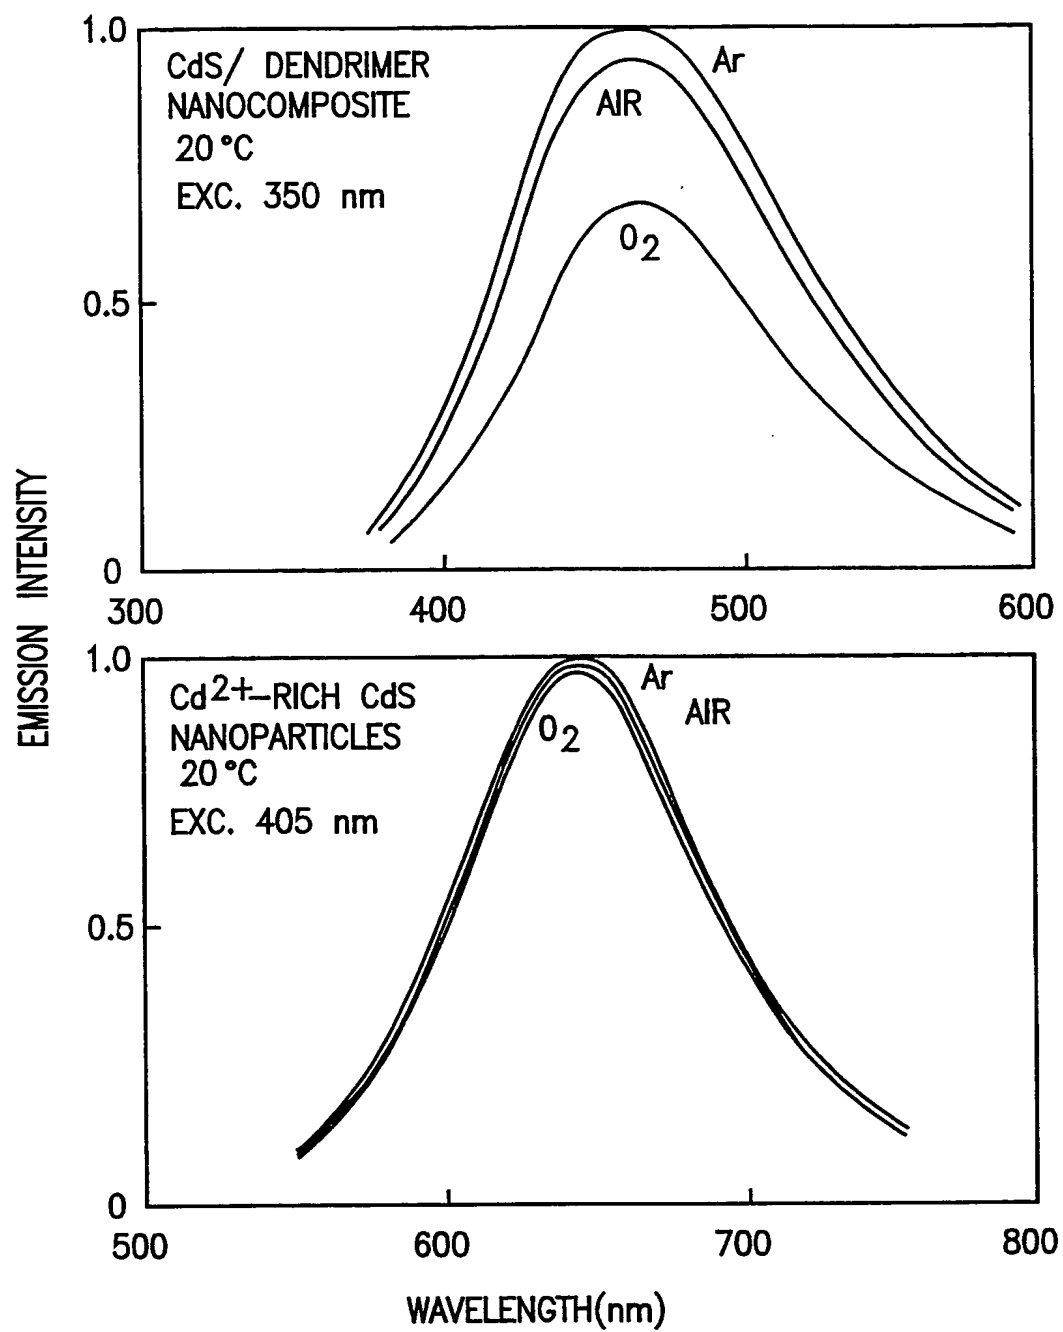 1.0
CdS/ DENDRIMER
NANOCOMPOSITE
20 °C
EXC. 350 nm
Ar
AIR
O2
0.5
0
300 400 500 600
EMISSION INTENSITY
1.0
Cd2+-RICH CdS
NANOPARTICLES
20 °C
EXC. 405 nm
Ar
AIR
O2
0.5
0
500 600 700 800
WAVELENGTH(nm)